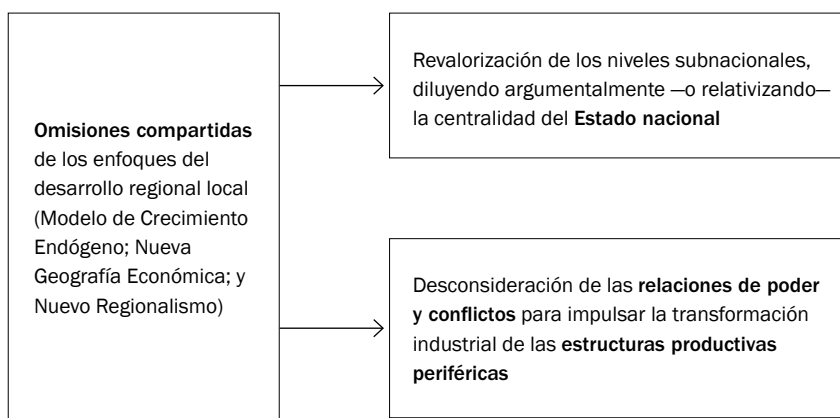 Omisiones compartidas
de los enfoques del
desarrollo regional local
(Modelo de Crecimiento
Endógeno; Nueva
Geografía Económica; y
Nuevo Regionalismo)
Revalorización de los niveles subnacionales,
diluyendo argumentalmente —o relativizando—
la centralidad del Estado nacional
Desconsideración de las relaciones de poder
y conflictos para impulsar la transformación
industrial de las estructuras productivas
periféricas